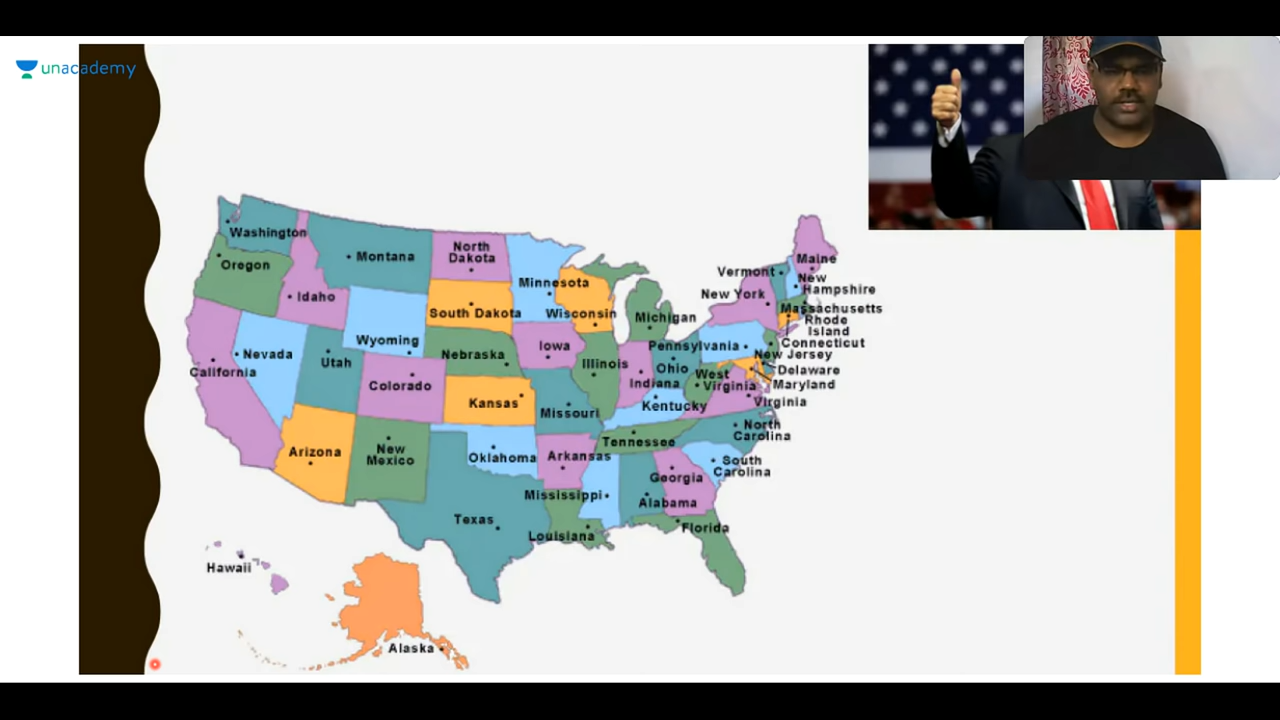 unacademy
Washington
Oregon
Idaho
Montana
North
Dakota
Minnesota
South Dakota
Wisconsin
Michigan
Wyoming
Nebraska
Iowa
Nevada
Utah
California
Colorado
Kansas
Missouri
Illinois
Indiana
Ohio
Pennsylvania
New York
Vermont
Maine
New
Hampshire
Massachusetts
Rhode
Island
Connecticut
New Jersey
Delaware
Maryland
West
Virginia
Virginia
Kentucky
Tennessee
North
Carolina
South
Carolina
Arizona
New
Mexico
Oklahoma
Arkansas
Texas
Louisiana
Mississippi
Alabama
Georgia
Florida
Hawaii
Alaska